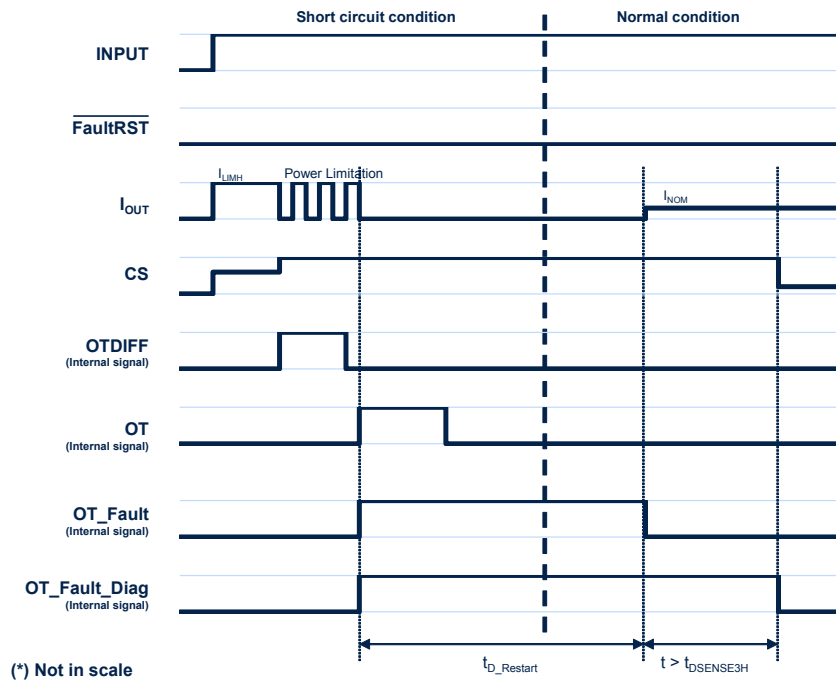 Short circuit condition
Normal condition
INPUT
FaultRST
I_LIMH
Power Limitation
I_OUT
I_NOM
CS
OTDIFF
(Internal signal)
OT
(Internal signal)
OT_Fault
(Internal signal)
OT_Fault_Diag
(Internal signal)
t_D_Restart
t > t_DSENSE3H
(*) Not in scale